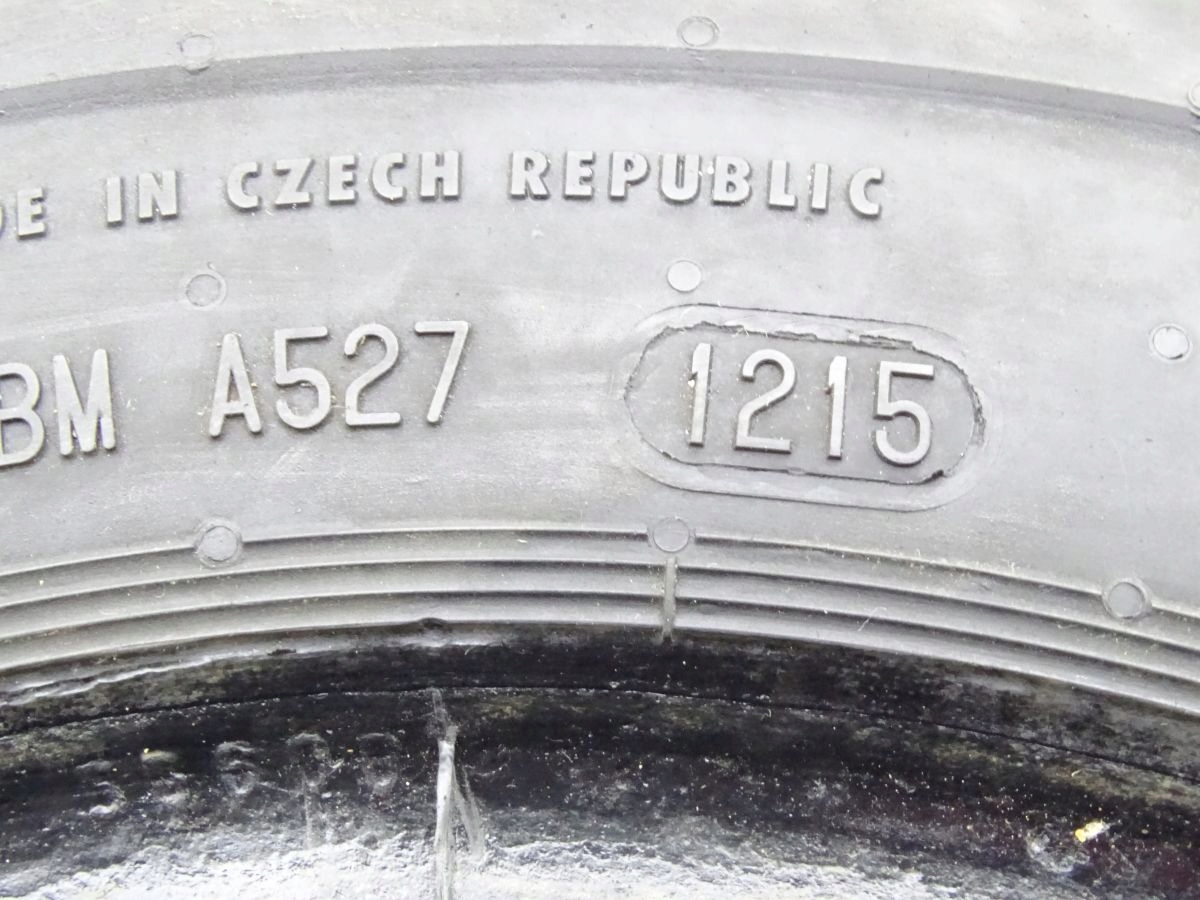 DE IN CZECH REPUBLIC
BM A527 1215